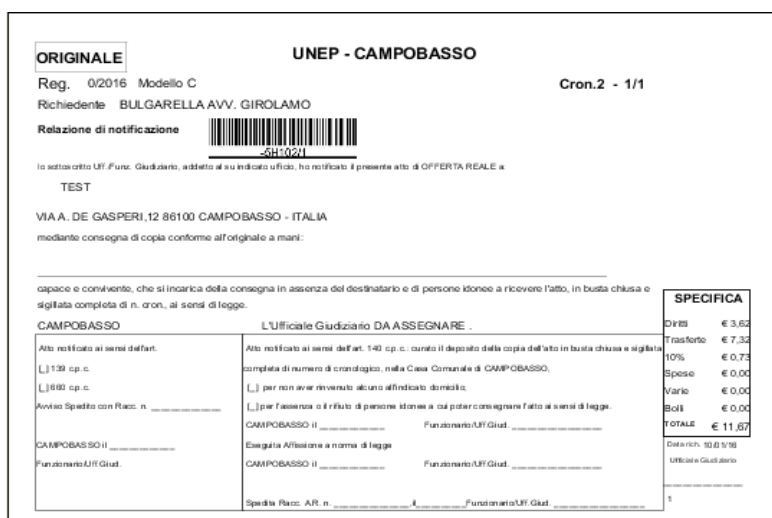 ORIGINALE
UNEP - CAMPOBASSO
Reg. 0/2016 Modello C
Cron.2 - 1/1
Richiedente BULGARELLA AVV. GIROLAMO
Relazione di notificazione
-5H102/1
Io sottoscritto Uff./Funz. Giudiziario, addetto al su indicato ufficio, ho notificato il presente atto di OFFERTA REALE a:
TEST
VIA A. DE GASPERI,12 86100 CAMPOBASSO - ITALIA
mediante consegna di copia conforme all'originale a mani:
capace e convivente, che si incarica della consegna in assenza del destinatario e di persone idonee a ricevere l'atto, in busta chiusa e
sigillata completa di n. cron., ai sensi di legge.
CAMPOBASSO
L'Ufficiale Giudiziario DA ASSEGNARE .
Atto notificato ai sensi dell'art.
[_] 139 c.p.c.
[_] 660 c.p.c.
Avviso Spedito con Racc. n. ____________
CAMPOBASSO il ____________
Funzionario/Uff.Giud.
Atto notificato ai sensi dell'art. 140 c.p.c.: curato il deposito della copia dell'atto in busta chiusa e sigillata
completa di numero di cronologico, nella Casa Comunale di CAMPOBASSO,
[_] per non aver rinvenuto alcuno all'indicato domicilio;
[_] per l'assenza o il rifiuto di persone idonee a cui poter consegnare l'atto ai sensi di legge.
CAMPOBASSO il ____________ Funzionario/Uff.Giud. ________________
Eseguita Affissione a norma di legge
CAMPOBASSO il ____________ Funzionario/Uff.Giud. ________________
Spedita Racc. A.R. n. ______________,il__________Funzionario/Uff.Giud. ________________
SPECIFICA
Diritti € 3,62
Trasferte € 7,32
10% € 0,73
Spese € 0,00
Varie € 0,00
Bolli € 0,00
TOTALE € 11,67
Data rich. 10/01/16
Ufficiale Giudiziario
1